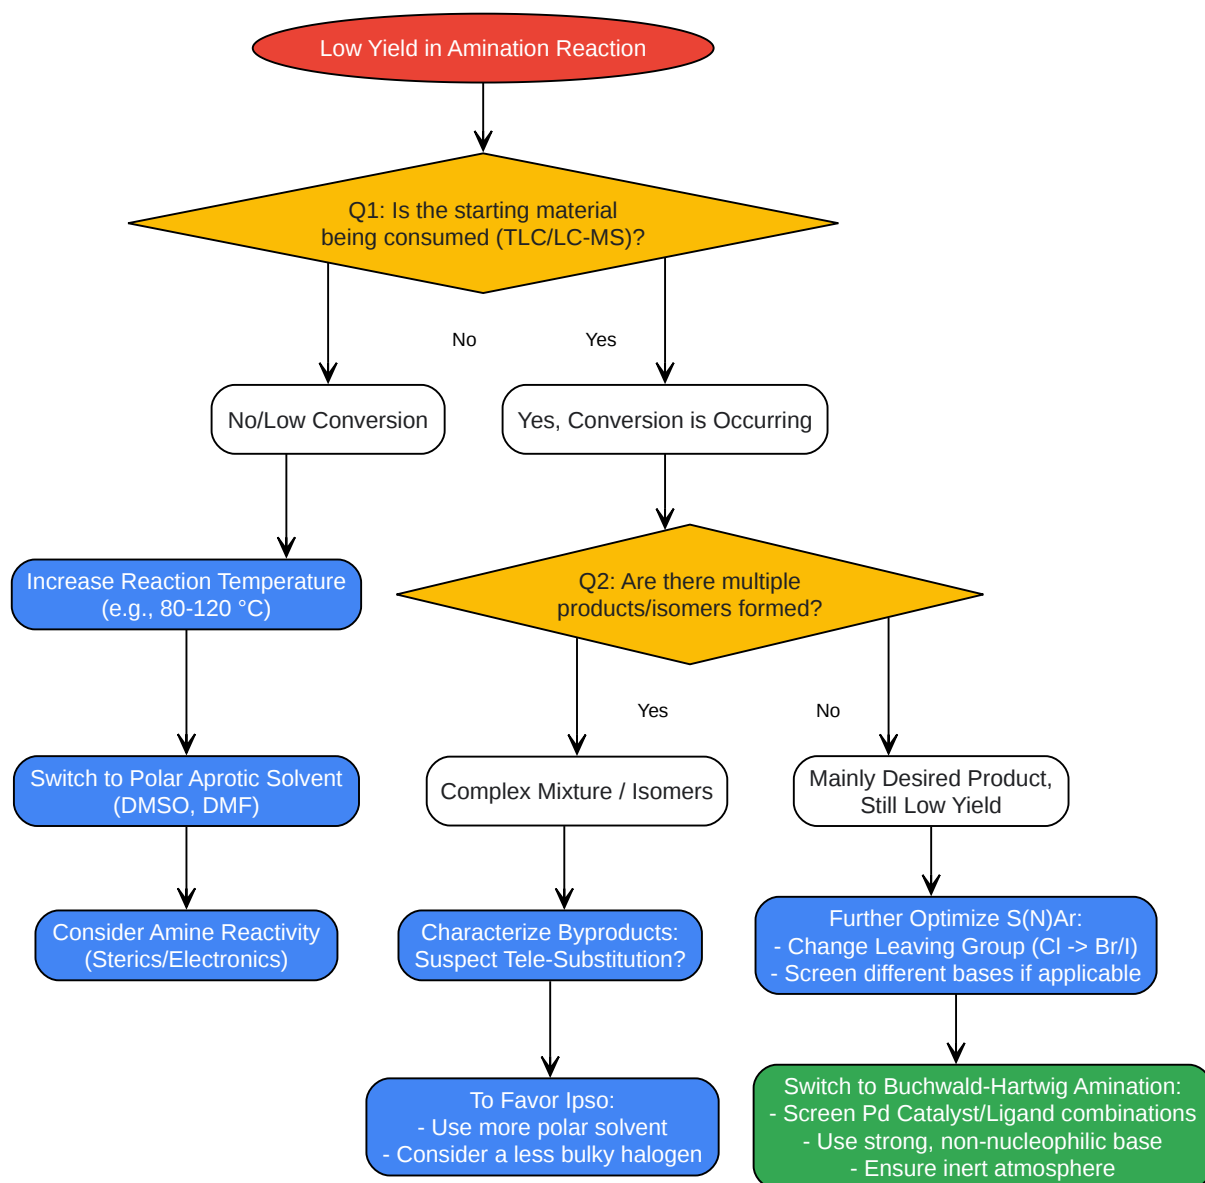 Low Yield in Amination Reaction
Q1: Is the starting material
being consumed (TLC/LC-MS)?
No
Yes
No/Low Conversion
Yes, Conversion is Occurring
Increase Reaction Temperature
(e.g., 80-120 °C)
Q2: Are there multiple
products/isomers formed?
Yes
No
Switch to Polar Aprotic Solvent
(DMSO, DMF)
Complex Mixture / Isomers
Mainly Desired Product,
Still Low Yield
Consider Amine Reactivity
(Sterics/Electronics)
Characterize Byproducts:
Suspect Tele-Substitution?
Further Optimize S(N)Ar:
- Change Leaving Group (Cl -> Br/I)
- Screen different bases if applicable
To Favor Ipso:
- Use more polar solvent
- Consider a less bulky halogen
Switch to Buchwald-Hartwig Amination:
- Screen Pd Catalyst/Ligand combinations
- Use strong, non-nucleophilic base
- Ensure inert atmosphere